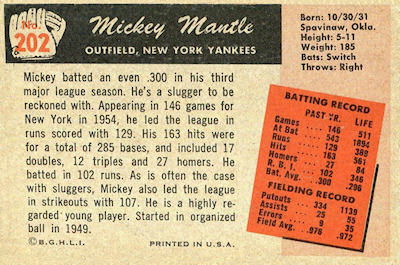 No.
202
Mickey Mantle
OUTFIELD, NEW YORK YANKEES
Born: 10/30/31
Spavinaw, Okla.
Height: 5-11
Weight: 185
Bats: Switch
Throws: Right
Mickey batted an even .300 in his third
major league season. He's a slugger to be
reckoned with. Appearing in 146 games for
New York in 1954, he led the league in
runs scored with 129. His 163 hits were
for a total of 285 bases, and included 17
doubles, 12 triples and 27 homers. He
batted in 102 runs. As is often the case
with sluggers, Mickey also led the league
in strikeouts with 107. He is a highly re-
garded young player. Started in organized
ball in 1949.
©B.G.H.L.I.
PRINTED IN U.S.A.
BATTING RECORD
PAST YR. LIFE
Games 146 511
At Bat 543 1894
Runs 129 389
Hits 163 561
Homers 27 84
R. B. I. 102 346
Bat. Avg. .300 .296
FIELDING RECORD
Putouts 334 1139
Assists 25 55
Errors 9 35
Field Avg. .976 .972